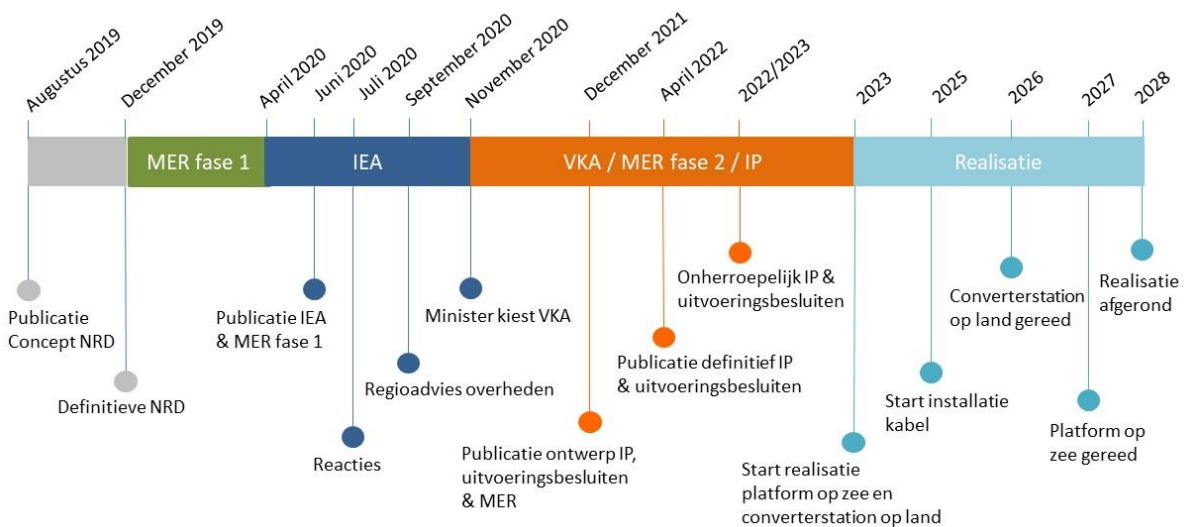 Augustus 2019
December 2019
April 2020
Juni 2020
Juli 2020
September 2020
November 2020
December 2021
April 2022
2022/2023
2023
2025
2026
2027
2028
MER fase 1
IEA
VKA / MER fase 2 / IP
Realisatie
Publicatie
Concept NRD
Definitieve NRD
Publicatie IEA
& MER fase 1
Reacties
Regioadvies overheden
Minister kiest VKA
Publicatie ontwerp IP,
uitvoeringsbesluiten
& MER
Publicatie definitief IP
& uitvoeringsbesluiten
Onherroepelijk IP &
uitvoeringsbesluiten
Start realisatie
platform op zee en
converterstation op land
Start installatie
kabel
Converterstation
op land gereed
Platform op
zee gereed
Realisatie
afgerond